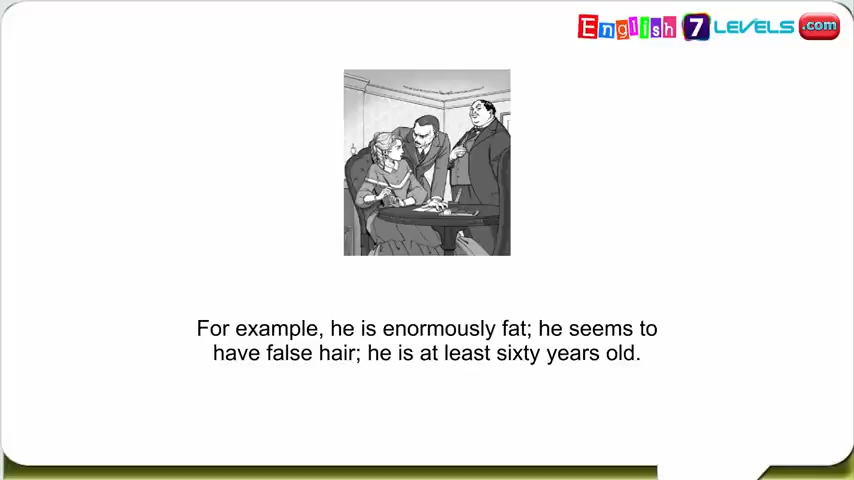 English 7 LEVELS .com
For example, he is enormously fat; he seems to
have false hair; he is at least sixty years old.